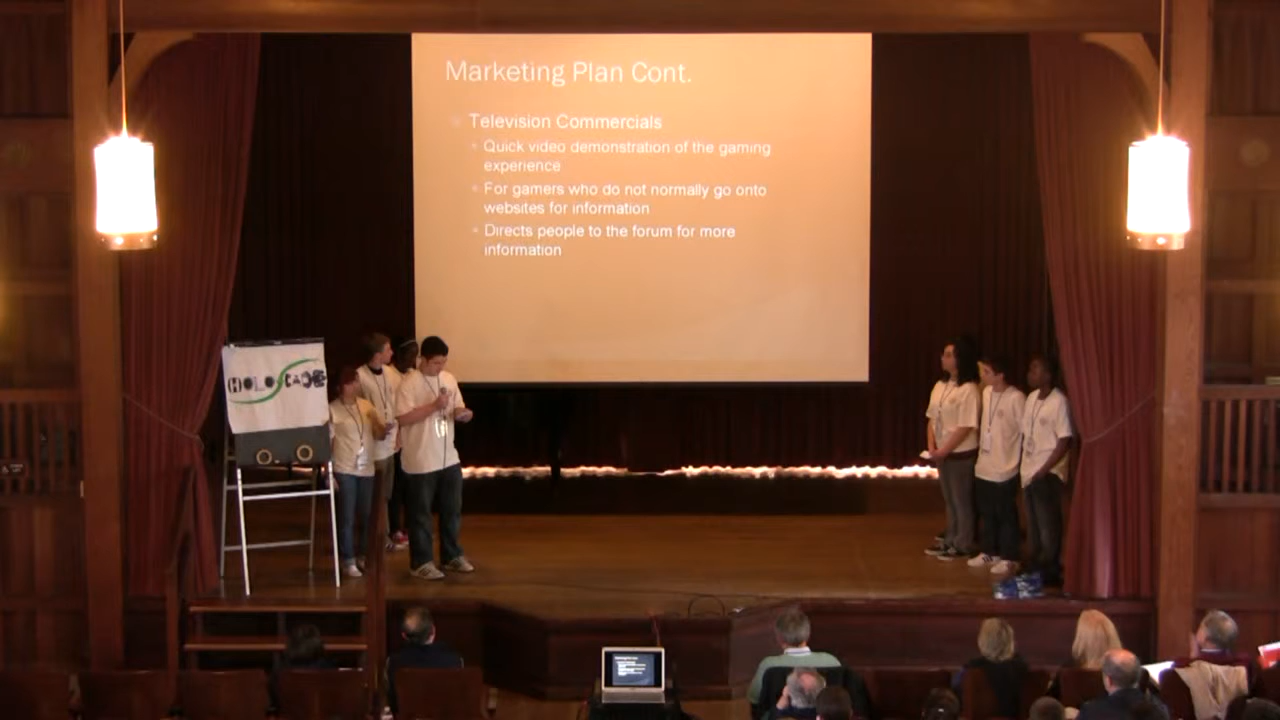 Marketing Plan Cont.
Television Commercials
Quick video demonstration of the gaming
experience
For gamers who do not normally go onto
websites for information
Directs people to the forum for more
information